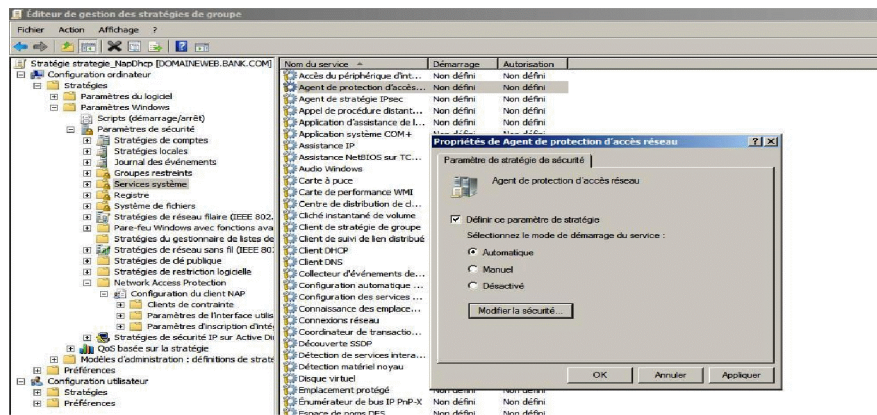 Éditeur de gestion des stratégies de groupe
Fichier Action Affichage ?
Stratégie strategie_NapDhcp [DOMAINEWEB.BANK.COM]
Configuration ordinateur
Stratégies
Paramètres du logiciel
Paramètres Windows
Scripts (démarrage/arrêt)
Paramètres de sécurité
Stratégies de comptes
Stratégies locales
Journal des événements
Groupes restreints
Services système
Registre
Système de fichiers
Stratégies de réseau filaire (IEEE 802.
Pare-feu Windows avec fonctions ava
Stratégies du gestionnaire de listes de
Stratégies de réseau sans fil (IEEE 80
Stratégies de clé publique
Stratégies de restriction logicielle
Network Access Protection
Configuration du client NAP
Clients de contrainte
Paramètres de l'interface utilis
Paramètres d'inscription d'inté
Stratégies de sécurité IP sur Active Di
QoS basée sur la stratégie
Modèles d'administration : définitions de straté
Préférences
Configuration utilisateur
Stratégies
Préférences
Nom du service Démarrage Autorisation
Accès du périphérique d'int... Non défini Non défini
Agent de protection d'accès... Non défini Non défini
Agent de stratégie IPsec Non défini Non défini
Appel de procédure distant... Non défini Non défini
Application d'assistance de l... Non défini Non défini
Application système COM+ Non défini Non défini
Assistance IP
Assistance NetBIOS sur TC...
Audio Windows
Carte à puce
Carte de performance WMI
Centre de distribution de cl...
Cliché instantané de volume
Client de stratégie de groupe
Client de suivi de lien distribué
Client DHCP
Client DNS
Collecteur d'événements de...
Configuration automatique ...
Configuration des services ...
Connaissance des emplace...
Connexions réseau
Coordinateur de transactio...
Découverte SSDP
Détection de services intera...
Détection matériel noyau
Disque virtuel
Emplacement protégé Non défini Non défini
Énumérateur de bus IP PnP-X Non défini Non défini
Espace de noms DFS Non défini Non défini
Propriétés de Agent de protection d'accès réseau
Paramètre de stratégie de sécurité
Agent de protection d'accès réseau
Définir ce paramètre de stratégie
Sélectionnez le mode de démarrage du service :
Automatique
Manuel
Désactivé
Modifier la sécurité...
OK Annuler Appliquer